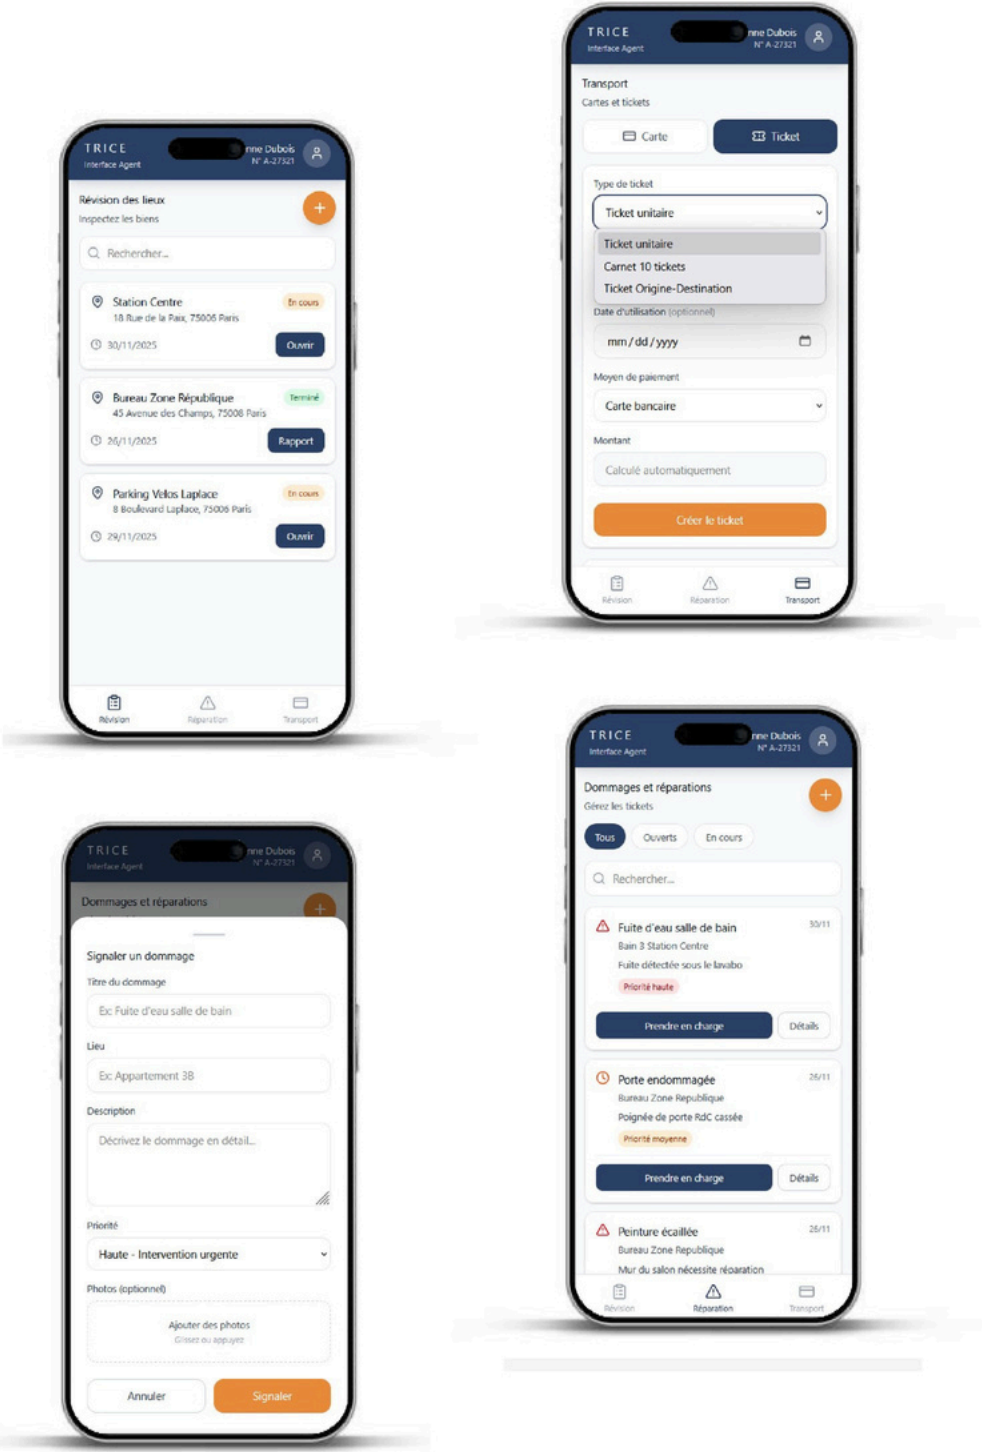 TRICE
Interface Agent
nne Dubois
N° A-27321
Révision des lieux
Inspectez les biens
Rechercher...
Station Centre
En cours
18 Rue de la Paix, 75006 Paris
30/11/2025
Ouvrir
Bureau Zone République
Terminé
45 Avenue des Champs, 75008 Paris
26/11/2025
Rapport
Parking Velos Laplace
En cours
8 Boulevard Laplace, 75006 Paris
29/11/2025
Ouvrir
Révision
Réparation
Transport
TRICE
Interface Agent
nne Dubois
N° A-27321
Transport
Cartes et tickets
Carte
Ticket
Type de ticket
Ticket unitaire
Ticket unitaire
Carnet 10 tickets
Ticket Origine-Destination
Date d'utilisation (optionnel)
mm/dd/yyyy
Moyen de paiement
Carte bancaire
Montant
Calculé automatiquement
Créer le ticket
Révision
Réparation
Transport
TRICE
Interface Agent
nne Dubois
N° A-27321
Dommages et réparations
Signaler un dommage
Titre du dommage
Ex: Fuite d'eau salle de bain
Lieu
Ex: Appartement 3B
Description
Décrivez le dommage en détail...
Priorité
Haute - Intervention urgente
Photos (optionnel)
Ajouter des photos
Glissez ou appuyez
Annuler
Signaler
TRICE
Interface Agent
nne Dubois
N° A-27321
Dommages et réparations
Gérez les tickets
Tous
Ouverts
En cours
Rechercher...
Fuite d'eau salle de bain
30/11
Bain 3 Station Centre
Fuite détectée sous le lavabo
Priorité haute
Prendre en charge
Détails
Porte endommagée
26/11
Bureau Zone Republique
Poignée de porte RdC cassée
Priorité moyenne
Prendre en charge
Détails
Peinture écaillée
26/11
Bureau Zone Republique
Mur du salon nécessite réparation
Révision
Réparation
Transport